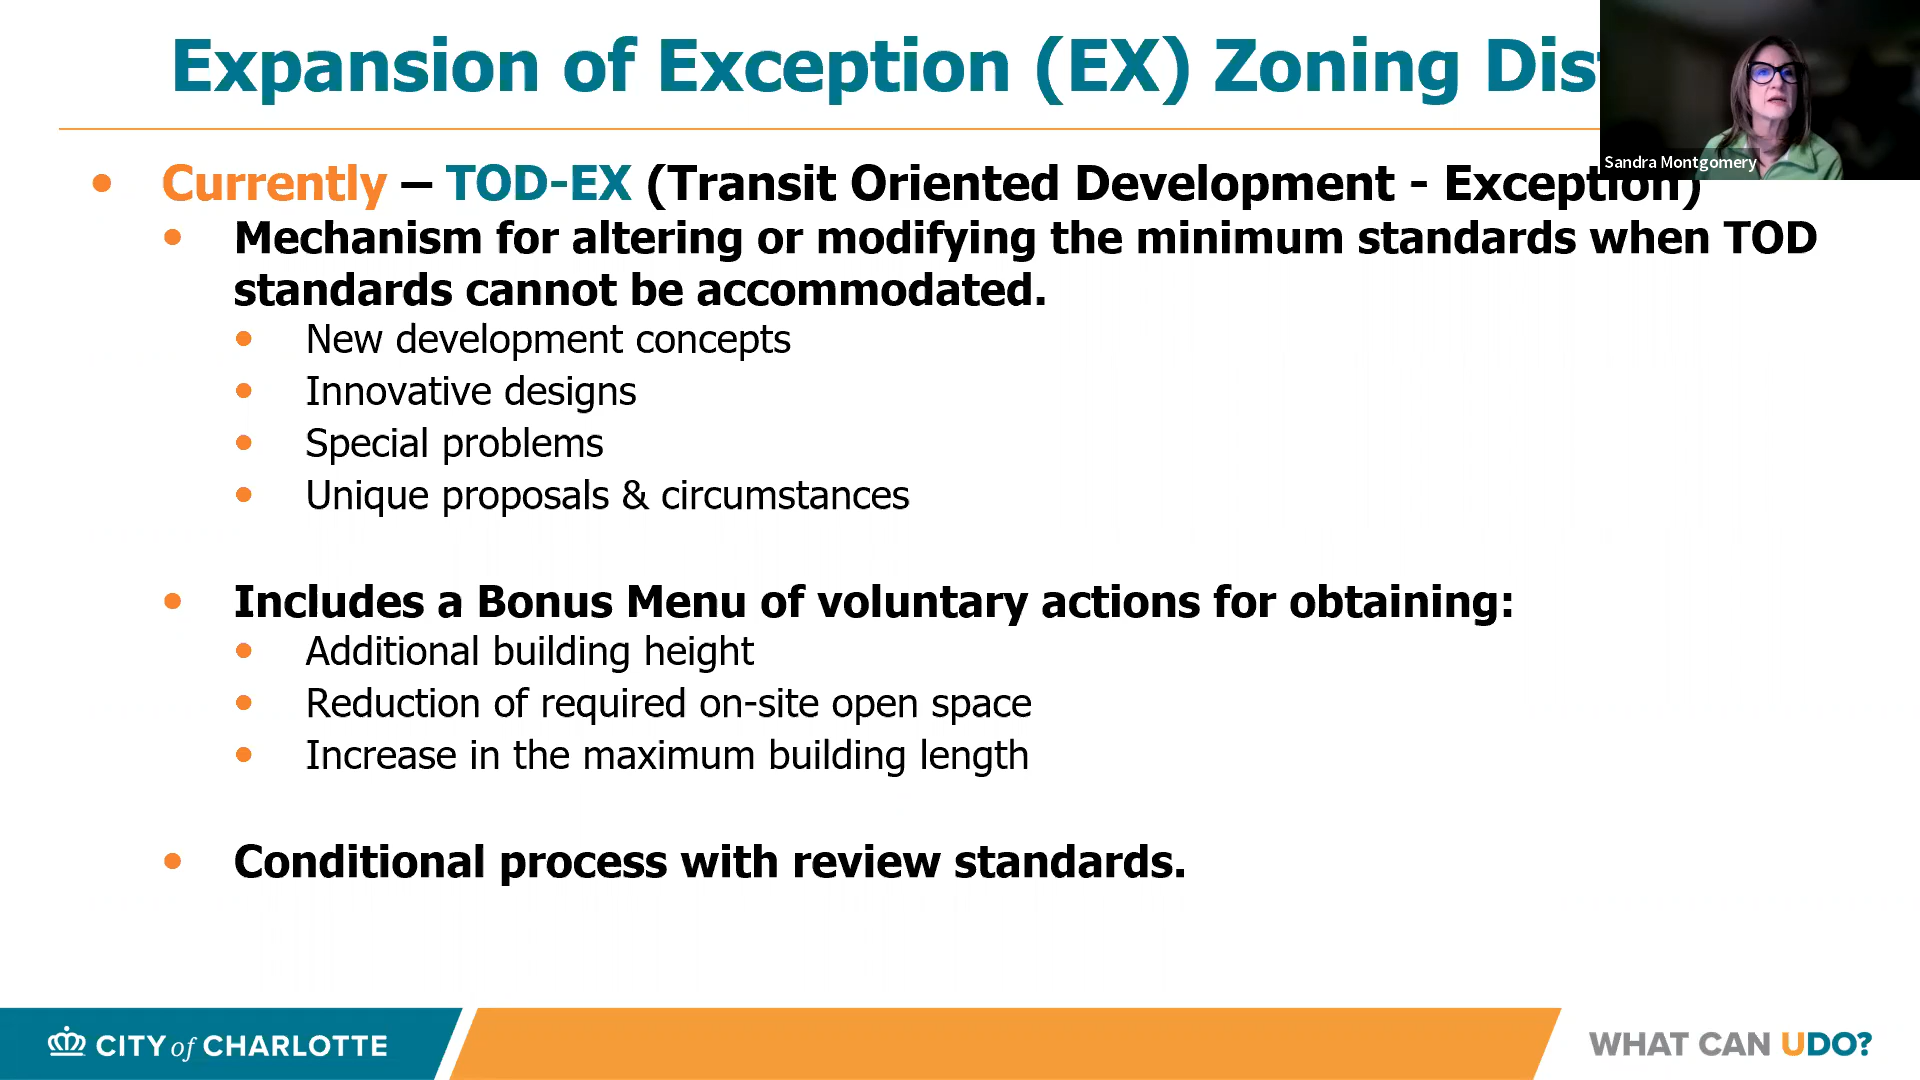 Expansion of Exception (EX) Zoning Dis
Sandra Montgomery
• Currently – TOD-EX (Transit Oriented Development - Exception)
• Mechanism for altering or modifying the minimum standards when TOD
standards cannot be accommodated.
• New development concepts
• Innovative designs
• Special problems
• Unique proposals & circumstances
• Includes a Bonus Menu of voluntary actions for obtaining:
• Additional building height
• Reduction of required on-site open space
• Increase in the maximum building length
• Conditional process with review standards.
CITY of CHARLOTTE
WHAT CAN UDO?